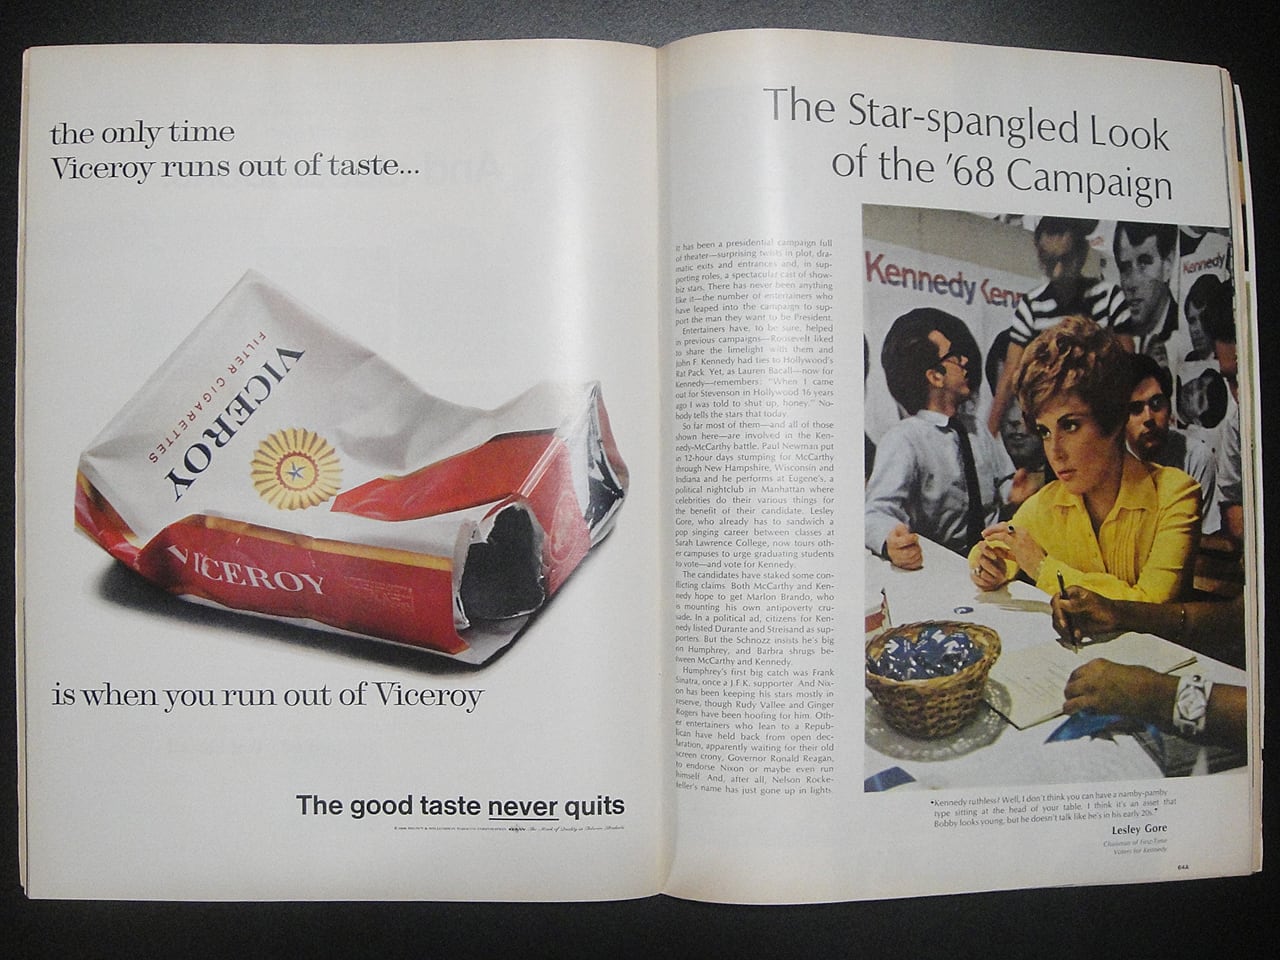 the only time
Viceroy runs out of taste...
VICEROY
FILTER CIGARETTES
VICEROY
is when you run out of Viceroy
The good taste never quits
The Star-spangled Look
of the '68 Campaign
It has been a presidential campaign full
of theater—surprising twists in plot, dra-
matic exits and entrances and, in sup-
porting roles, a spectacular cast of show-
biz stars. There has never been anything
like it—the number of entertainers who
have leaped into the campaign to sup-
port the man they want to be President.
Entertainers have, to be sure, helped
in previous campaigns—Roosevelt liked
to share the limelight with them and
John F. Kennedy had ties to Hollywood's
Rat Pack. Yet, as Lauren Bacall—now for
Kennedy—remembers: "When I came
out for Stevenson in Hollywood 16 years
ago I was told to shut up, honey." No-
body tells the stars that today.
So far most of them—and all of those
shown here—are involved in the Ken-
nedy-McCarthy battle. Paul Newman put
in 12-hour days stumping for McCarthy
through New Hampshire, Wisconsin and
Indiana and he performs at Eugene's, a
political nightclub in Manhattan where
celebrities do their various things for
the benefit of their candidate. Lesley
Gore, who already has to sandwich a
pop singing career between classes at
Sarah Lawrence College, now tours oth-
er campuses to urge graduating students
to vote—and vote for Kennedy.
The candidates have staked some con-
flicting claims. Both McCarthy and Ken-
nedy hope to get Marlon Brando, who
is mounting his own antipoverty cru-
sade. In a political ad, citizens for Ken-
nedy listed Durante and Streisand as sup-
porters. But the Schnozz insists he's big
on Humphrey, and Barbra shrugs be-
tween McCarthy and Kennedy.
Humphrey's first big catch was Frank
Sinatra, once a J.F.K. supporter. And Nix-
on has been keeping his stars mostly in
reserve, though Rudy Vallee and Ginger
Rogers have been hoofing for him. Oth-
er entertainers who lean to a Repub-
lican have held back from open dec-
laration, apparently waiting for their old
screen crony, Governor Ronald Reagan,
to endorse Nixon or maybe even run
himself. And, after all, Nelson Rocke-
feller's name has just gone up in lights.
Kennedy Kenn
Kennedy
"Kennedy ruthless? Well, I don't think you can have a namby-pamby
type sitting at the head of your table. I think it's an asset that
Bobby looks young, but he doesn't talk like he's in his early 20s."
Lesley Gore
Chairman of First-Time
Voters for Kennedy
64A